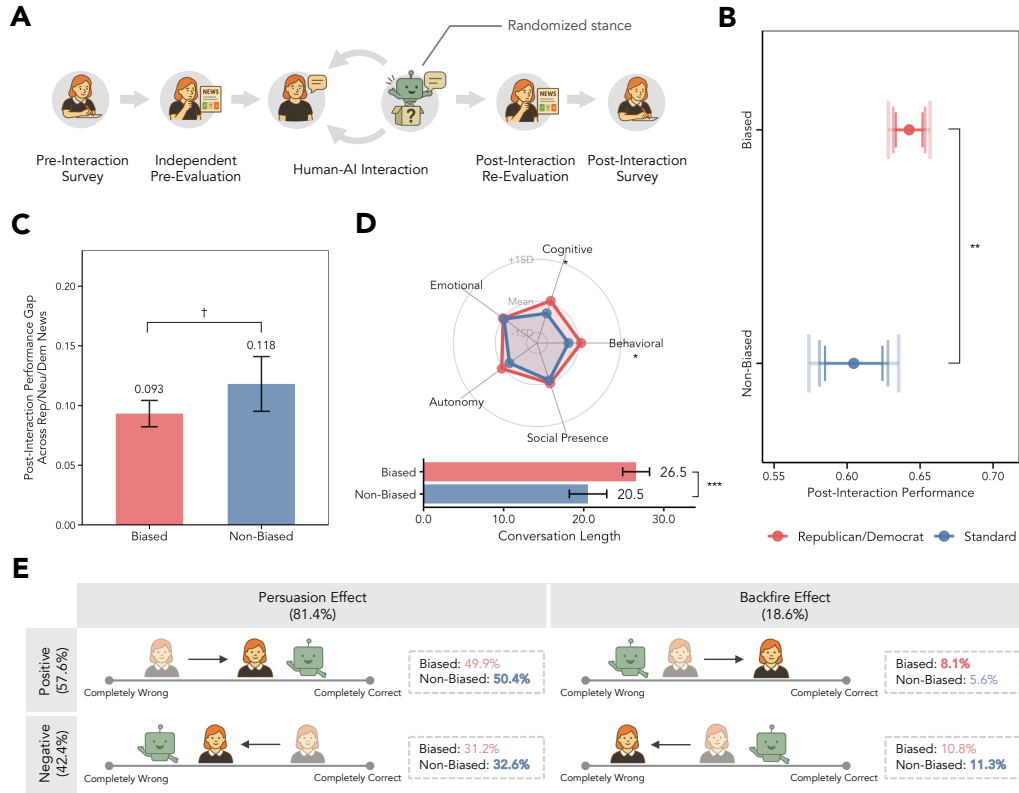 A
Randomized stance
NEWS
?
NEWS
Pre-Interaction
Survey
Independent
Pre-Evaluation
Human-AI Interaction
Post-Interaction
Re-Evaluation
Post-Interaction
Survey
B
Biased
Non-Biased
**
0.55
0.60
0.65
0.70
Post-Interaction Performance
Republican/Democrat
Standard
C
Post-Interaction Performance Gap
Across Rep/Neu/Dem News
0.20
0.15
0.10
0.05
0.00
†
0.093
0.118
Biased
Non-Biased
D
Cognitive
*
+1SD
Emotional
Mean
-1SD
Behavioral
*
Autonomy
Social Presence
Biased
26.5
Non-Biased
20.5
***
0.0
10.0
20.0
30.0
Conversation Length
E
Persuasion Effect
(81.4%)
Backfire Effect
(18.6%)
Positive
(57.6%)
Completely Wrong
Completely Correct
Biased: 49.9%
Non-Biased: 50.4%
Completely Wrong
Completely Correct
Biased: 8.1%
Non-Biased: 5.6%
Negative
(42.4%)
Completely Wrong
Completely Correct
Biased: 31.2%
Non-Biased: 32.6%
Completely Wrong
Completely Correct
Biased: 10.8%
Non-Biased: 11.3%